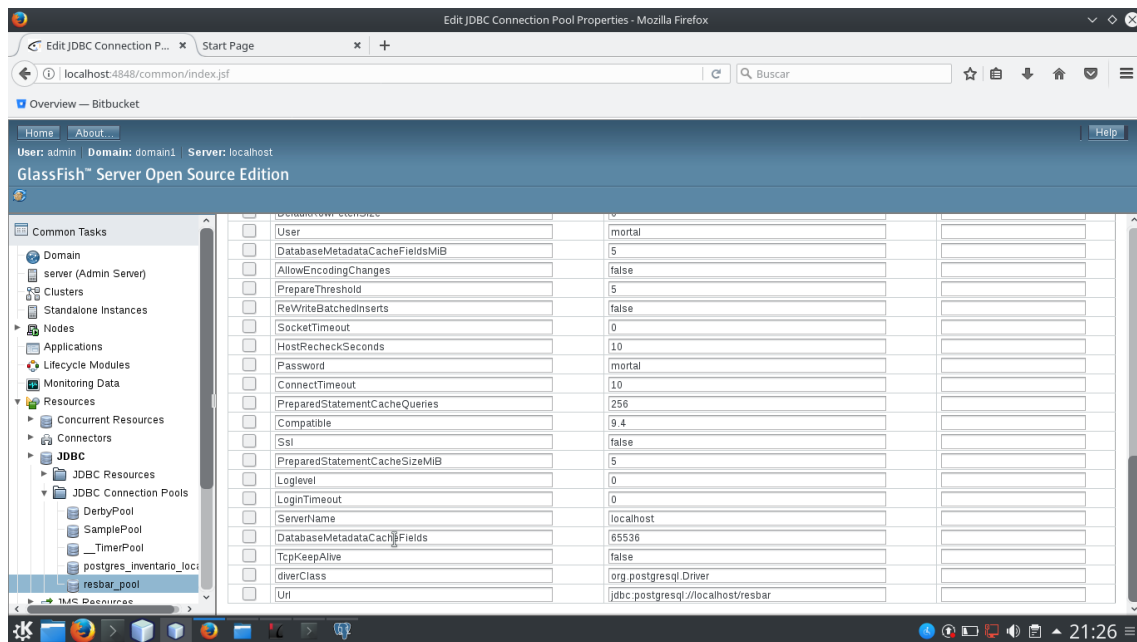 Edit JDBC Connection Pool Properties - Mozilla Firefox
Edit JDBC Connection P... × Start Page × +
localhost:4848/common/index.jsf Buscar
Overview — Bitbucket
Home About... Help
User: admin Domain: domain1 Server: localhost
GlassFish™ Server Open Source Edition
Common Tasks
Domain
server (Admin Server)
Clusters
Standalone Instances
Nodes
Applications
Lifecycle Modules
Monitoring Data
Resources
Concurrent Resources
Connectors
JDBC
JDBC Resources
JDBC Connection Pools
DerbyPool
SamplePool
__TimerPool
postgres_inventario_loca
resbar_pool
JMS Resources
DefaultRowFetchSize 0
User mortal
DatabaseMetadataCacheFieldsMiB 5
AllowEncodingChanges false
PrepareThreshold 5
ReWriteBatchedInserts false
SocketTimeout 0
HostRecheckSeconds 10
Password mortal
ConnectTimeout 10
PreparedStatementCacheQueries 256
Compatible 9.4
Ssl false
PreparedStatementCacheSizeMiB 5
Loglevel 0
LoginTimeout 0
ServerName localhost
DatabaseMetadataCacheFields 65536
TcpKeepAlive false
diverClass org.postgresql.Driver
Url jdbc:postgresql://localhost/resbar
21:26